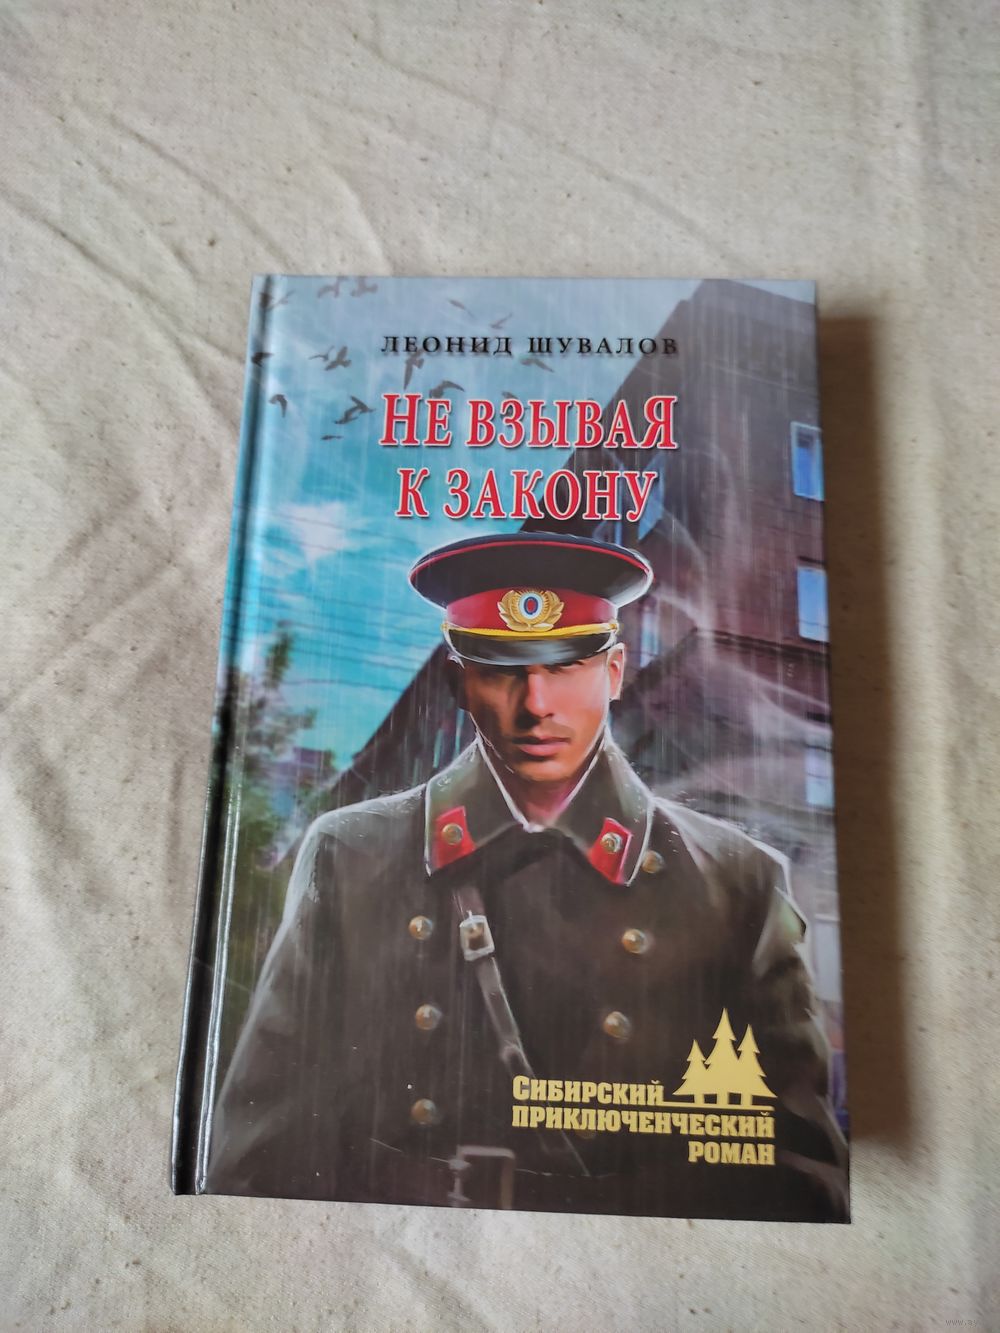 ЛЕОНИД ШУВАЛОВ
НЕ ВЗЫВАЯ
К ЗАКОНУ
СИБИРСКИЙ
ПРИКЛЮЧЕНЧЕСКИЙ
РОМАН